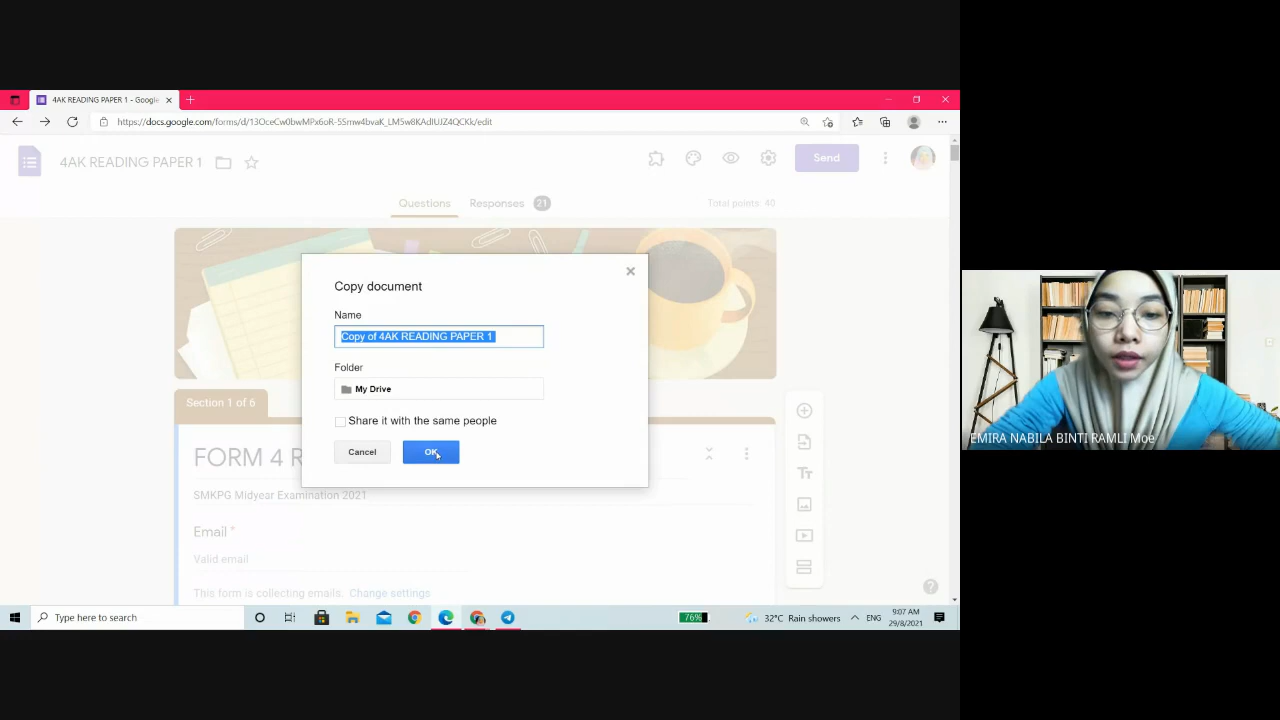 4AK READING PAPER 1 - Google
https://docs.google.com/forms/d/13OceCw0bwMPx6oR-5Smw4bvaK_LM5w8KAdIUJZ4QCKk/edit
4AK READING PAPER 1
Send
Questions
Responses 21
Total points: 40
Copy document
Name
Copy of 4AK READING PAPER 1
Folder
My Drive
Section 1 of 6
Share it with the same people
Cancel
OK
FORM 4 R
SMKPG Midyear Examination 2021
Email *
Valid email
This form is collecting emails. Change settings
EMIRA NABILA BINTI RAMLI Moe
Type here to search
76%
32°C Rain showers
ENG
9:07 AM
29/8/2021